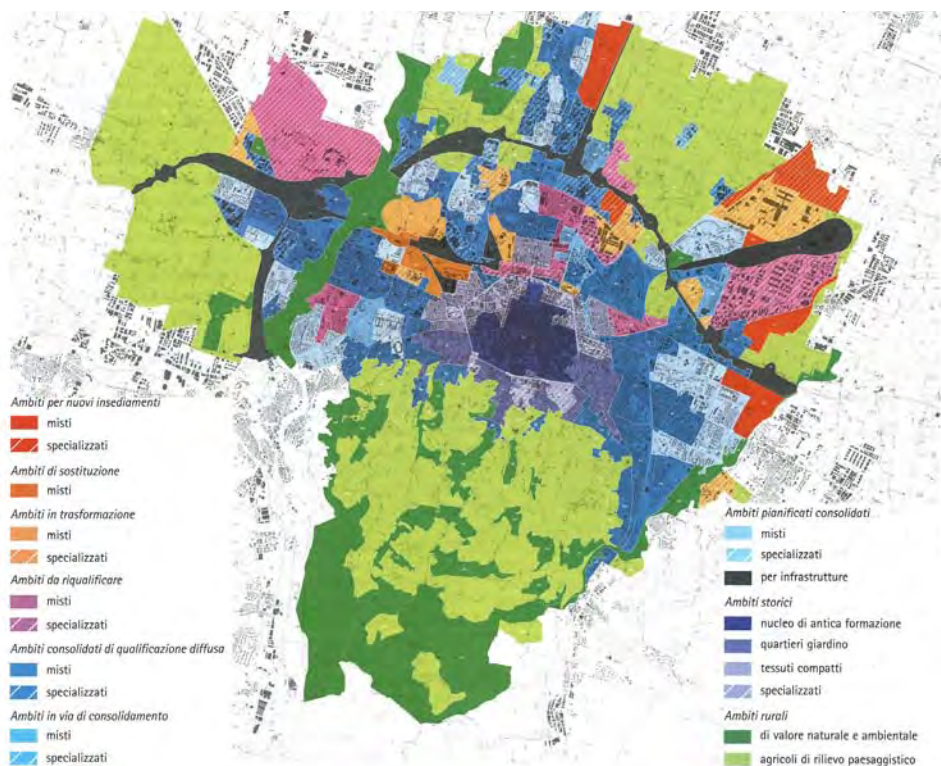 Ambiti per nuovi insediamenti
misti
specializzati
Ambiti di sostituzione
misti
Ambiti in trasformazione
misti
specializzati
Ambiti da riqualificare
misti
specializzati
Ambiti consolidati di qualificazione diffusa
misti
specializzati
Ambiti in via di consolidamento
misti
specializzati
Ambiti pianificati consolidati
misti
specializzati
per infrastrutture
Ambiti storici
nucleo di antica formazione
quartieri giardino
tessuti compatti
specializzati
Ambiti rurali
di valore naturale e ambientale
agricoli di rilievo paesaggistico